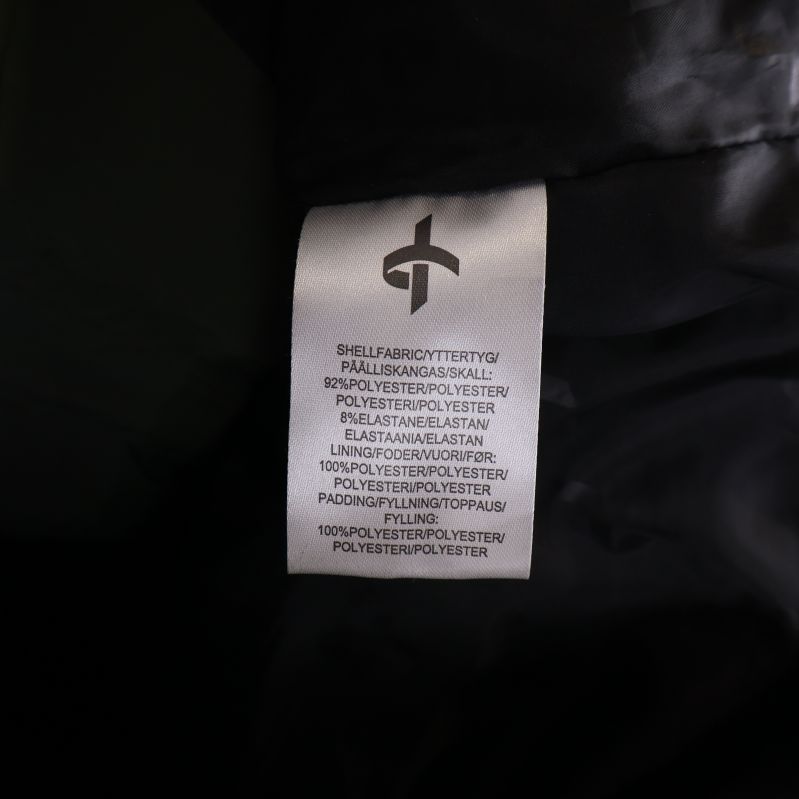 SHELLFABRIC/YTTERTYG/
PÄÄLLISKANGAS/SKALL:
92%POLYESTER/POLYESTER/
POLYESTERI/POLYESTER
8%ELASTANE/ELASTAN/
ELASTAANIA/ELASTAN
LINING/FODER/VUORI/FØR:
100%POLYESTER/POLYESTER/
POLYESTERI/POLYESTER
PADDING/FYLLNING/TOPPAUS/
FYLLING:
100%POLYESTER/POLYESTER/
POLYESTERI/POLYESTER